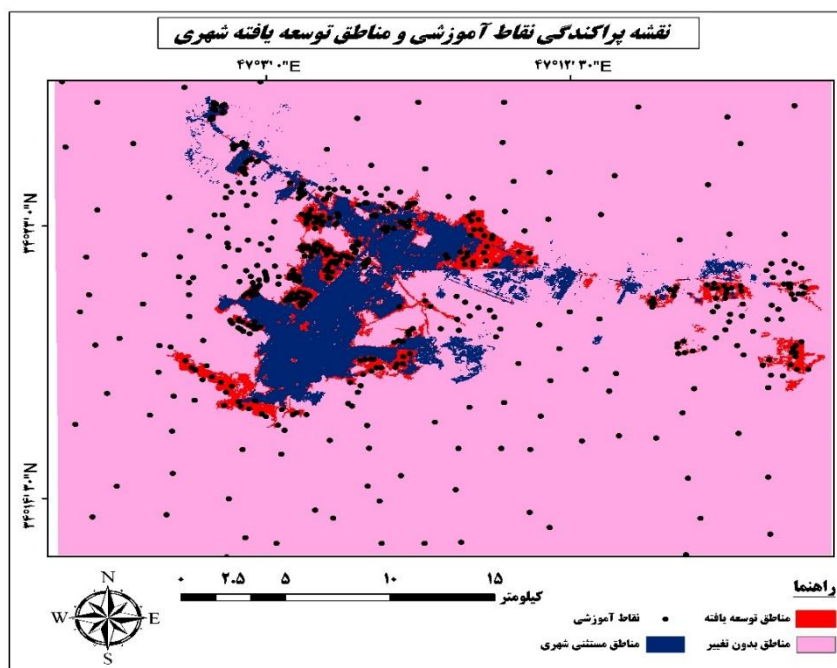 نقشه پراکندگی نقاط آموزشی و مناطق توسعه یافته شهری
۴۷°۳'۰"E
۴۷°۱۲'۳۰"E
۳۴°۲۳'۰"N
۳۴°۱۴'۳۰"N
N
W
E
S
۰ ۲.۵ ۵ ۱۰ ۱۵
کیلومتر
راهنما
مناطق توسعه یافته
نقاط آموزشی
مناطق بدون تغییر
مناطق مستثنی شهری